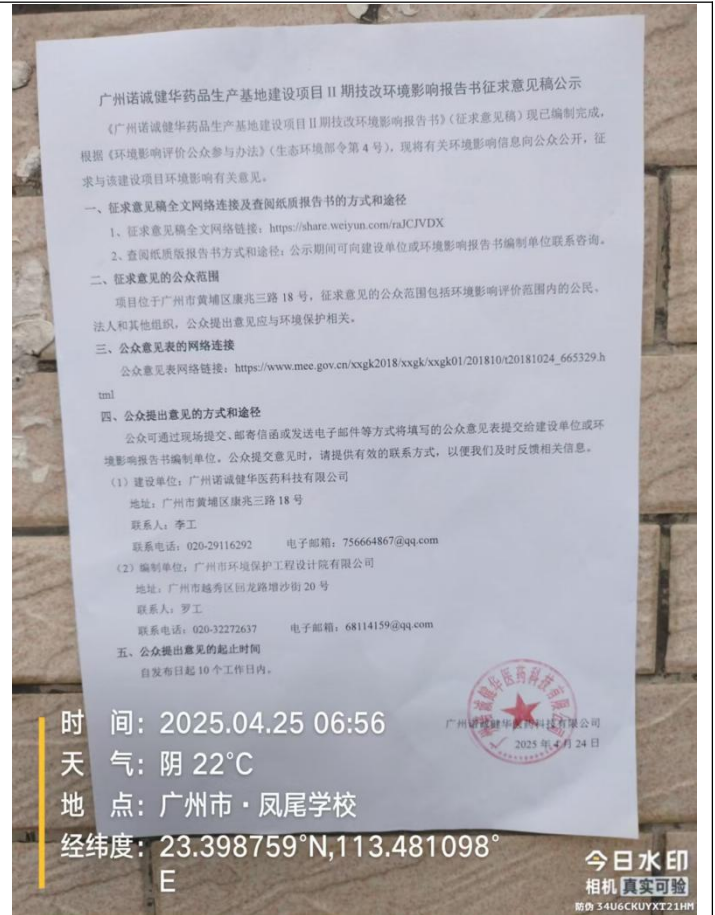 广州诺诚健华药品生产基地建设项目 II 期技改环境影响报告书征求意见稿公示
《广州诺诚健华药品生产基地建设项目 II 期技改环境影响报告书》（征求意见稿）现已编制完成，
根据《环境影响评价公众参与办法》（生态环境部令第 4 号），现将有关环境影响信息向公众公开，征
求与该建设项目环境影响有关意见。
一、征求意见稿全文网络连接及查阅纸质报告书的方式和途径
1、征求意见稿全文网络链接：https://share.weiyun.com/raJCJVDX
2、查阅纸质版报告书方式和途径：公示期间可向建设单位或环境影响报告书编制单位联系咨询。
二、征求意见的公众范围
项目位于广州市黄埔区康兆三路 18 号，征求意见的公众范围包括环境影响评价范围内的公民、
法人和其他组织，公众提出意见应与环境保护相关。
三、公众意见表的网络连接
公众意见表网络链接：https://www.mee.gov.cn/xxgk2018/xxgk/xxgk01/201810/t20181024_665329.h
tml
四、公众提出意见的方式和途径
公众可通过现场提交、邮寄信函或发送电子邮件等方式将填写的公众意见表提交给建设单位或环
境影响报告书编制单位。公众提交意见时，请提供有效的联系方式，以便我们及时反馈相关信息。
（1）建设单位：广州诺诚健华医药科技有限公司
地址：广州市黄埔区康兆三路 18 号
联系人：李工
联系电话：020-29116292 电子邮箱：756664867@qq.com
（2）编制单位：广州市环境保护工程设计院有限公司
地址：广州市越秀区回龙路增沙街 20 号
联系人：罗工
联系电话：020-32272637 电子邮箱：68114159@qq.com
五、公众提出意见的起止时间
自发布日起 10 个工作日内。
广州诺诚健华医药科技有限公司
2025 年 4 月 24 日
时 间：2025.04.25 06:56
天 气：阴 22°C
地 点：广州市·凤尾学校
经纬度：23.398759°N,113.481098°
E
今日水印
相机 真实可验
防伪 34U6CKUYXT21HM